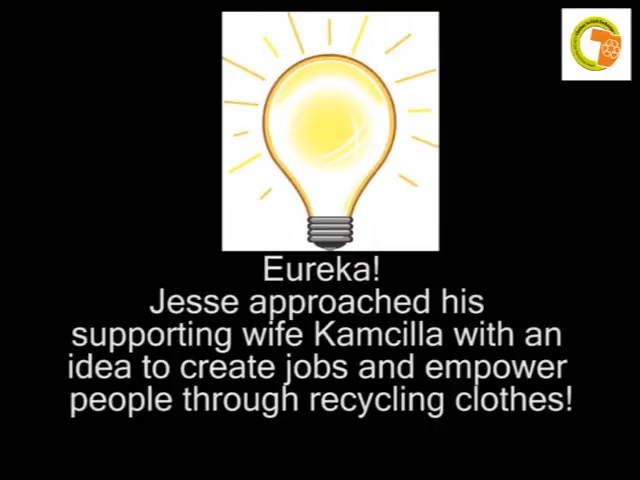 Eureka!
Jesse approached his
supporting wife Kamcilla with an
idea to create jobs and empower
people through recycling clothes!